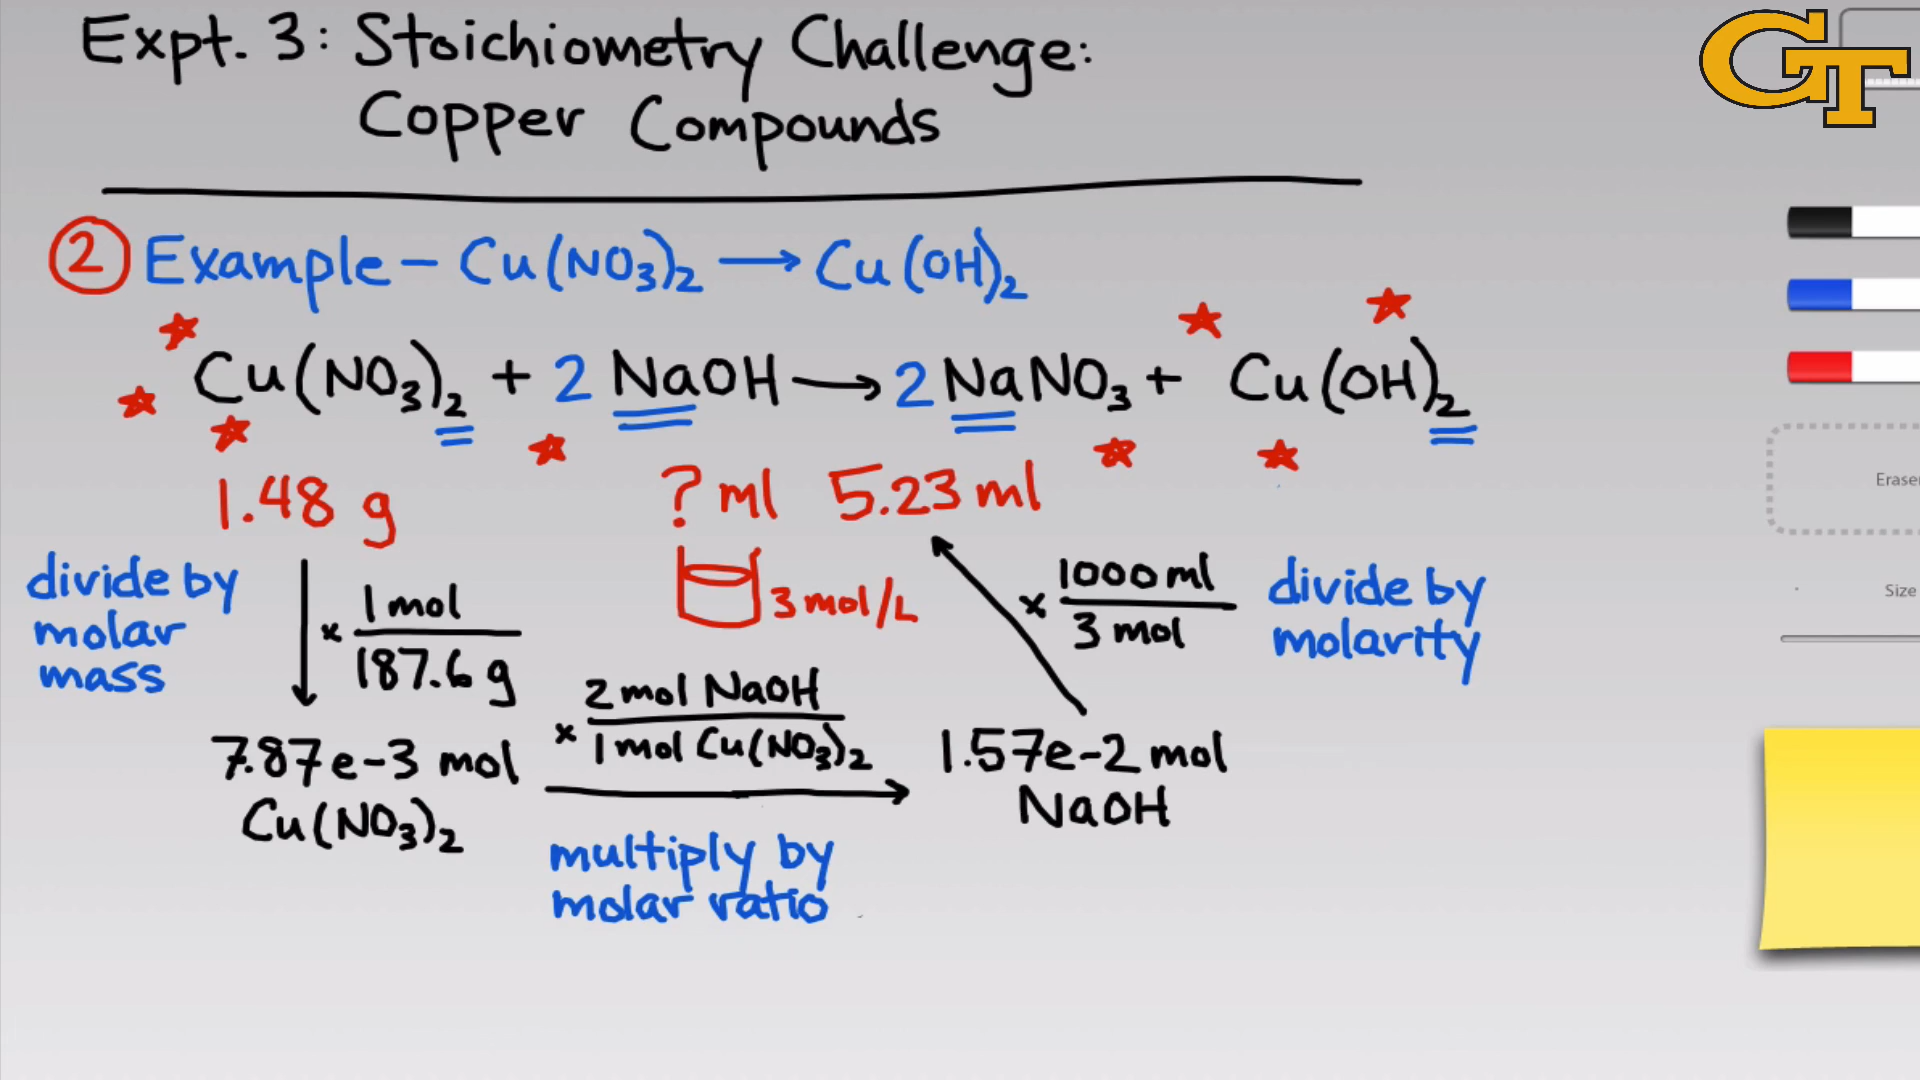 Expt. 3: Stoichiometry Challenge:
Copper Compounds
GT
② Example – Cu(NO₃)₂ → Cu(OH)₂
Cu(NO₃)₂ + 2 NaOH → 2 NaNO₃ + Cu(OH)₂
1.48 g
? ml 5.23 ml
3 mol/L
divide by
molar
mass
x 1 mol
187.6 g
x 1000 ml
3 mol
divide by
molarity
x 2 mol NaOH
1 mol Cu(NO₃)₂
7.87e-3 mol
Cu(NO₃)₂
1.57e-2 mol
NaOH
multiply by
molar ratio
Eraser
Size